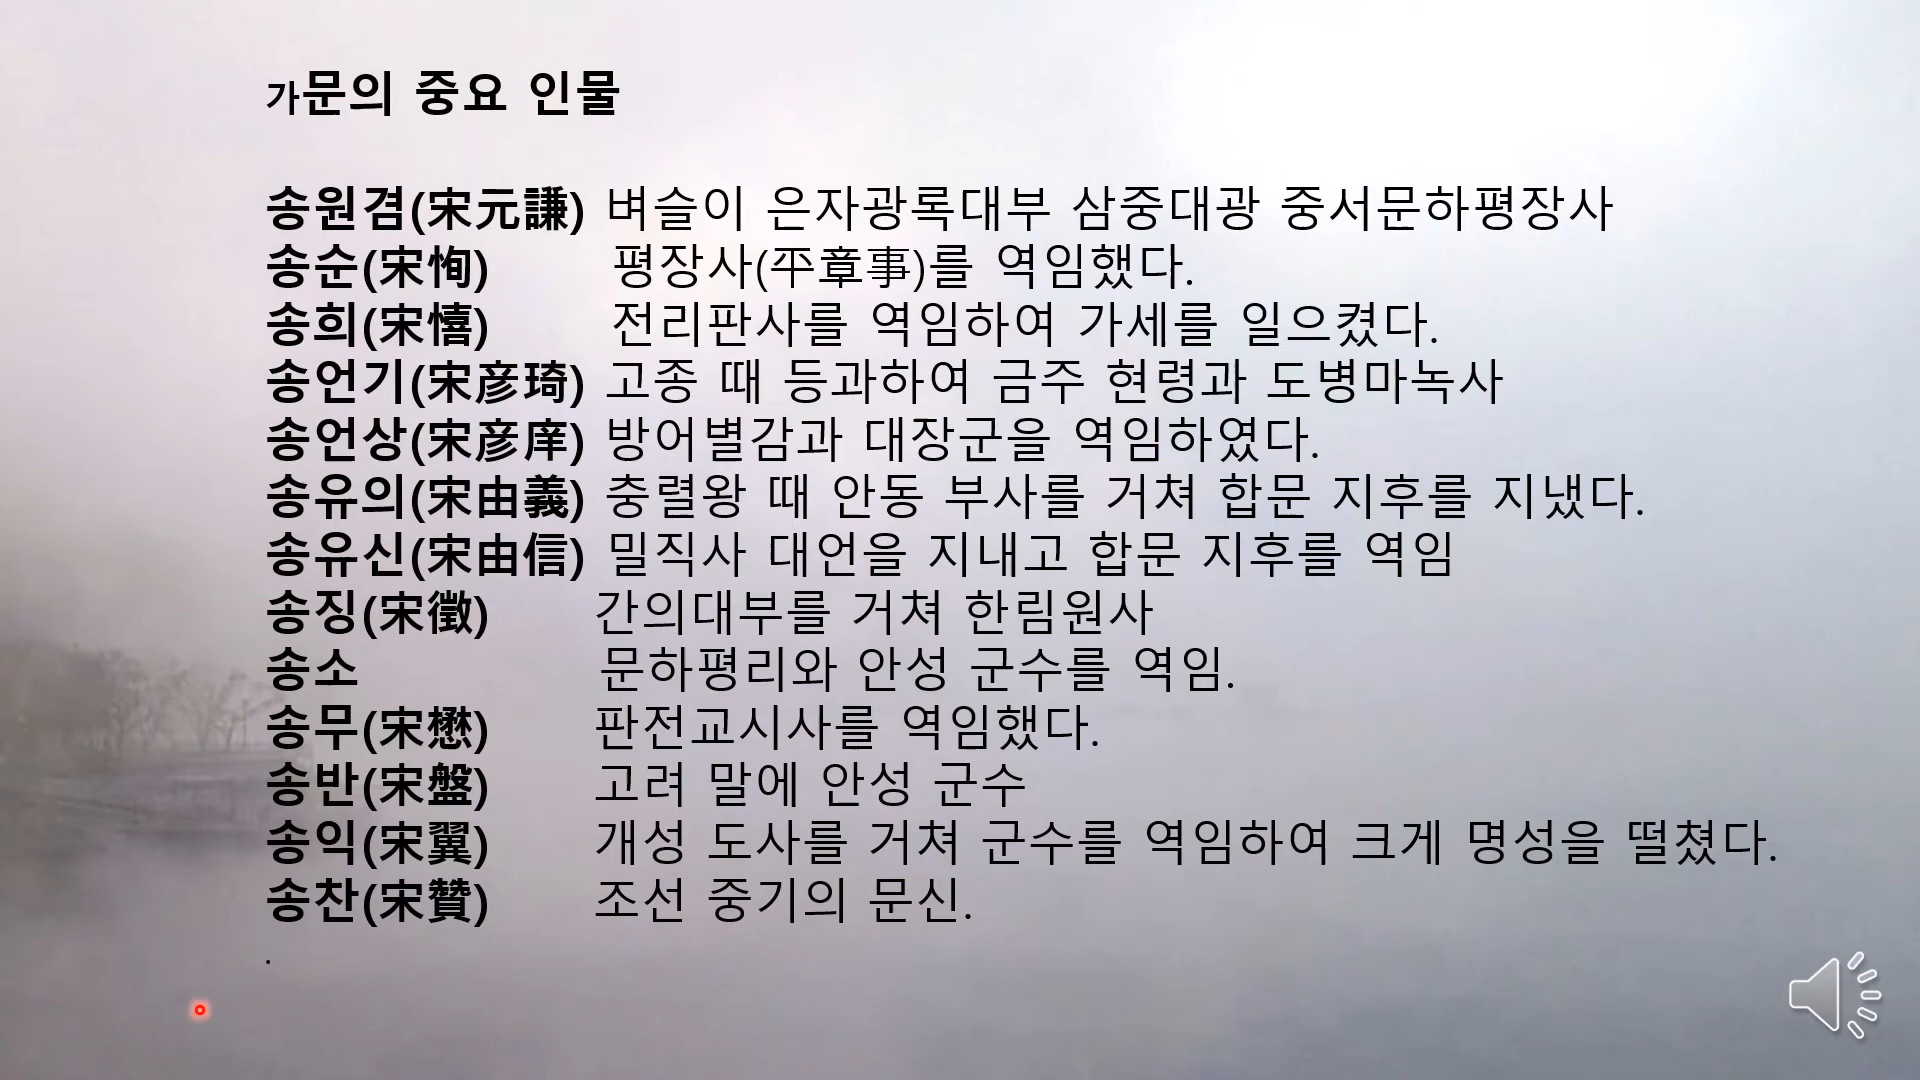 가문의 중요 인물
송원겸(宋元謙) 벼슬이 은자광록대부 삼중대광 중서문하평장사
송순(宋恂) 평장사(平章事)를 역임했다.
송희(宋憘) 전리판사를 역임하여 가세를 일으켰다.
송언기(宋彦琦) 고종 때 등과하여 금주 현령과 도병마녹사
송언상(宋彦庠) 방어별감과 대장군을 역임하였다.
송유의(宋由義) 충렬왕 때 안동 부사를 거쳐 합문 지후를 지냈다.
송유신(宋由信) 밀직사 대언을 지내고 합문 지후를 역임
송징(宋徵) 간의대부를 거쳐 한림원사
송소 문하평리와 안성 군수를 역임.
송무(宋懋) 판전교시사를 역임했다.
송반(宋盤) 고려 말에 안성 군수
송익(宋翼) 개성 도사를 거쳐 군수를 역임하여 크게 명성을 떨쳤다.
송찬(宋贊) 조선 중기의 문신.
.